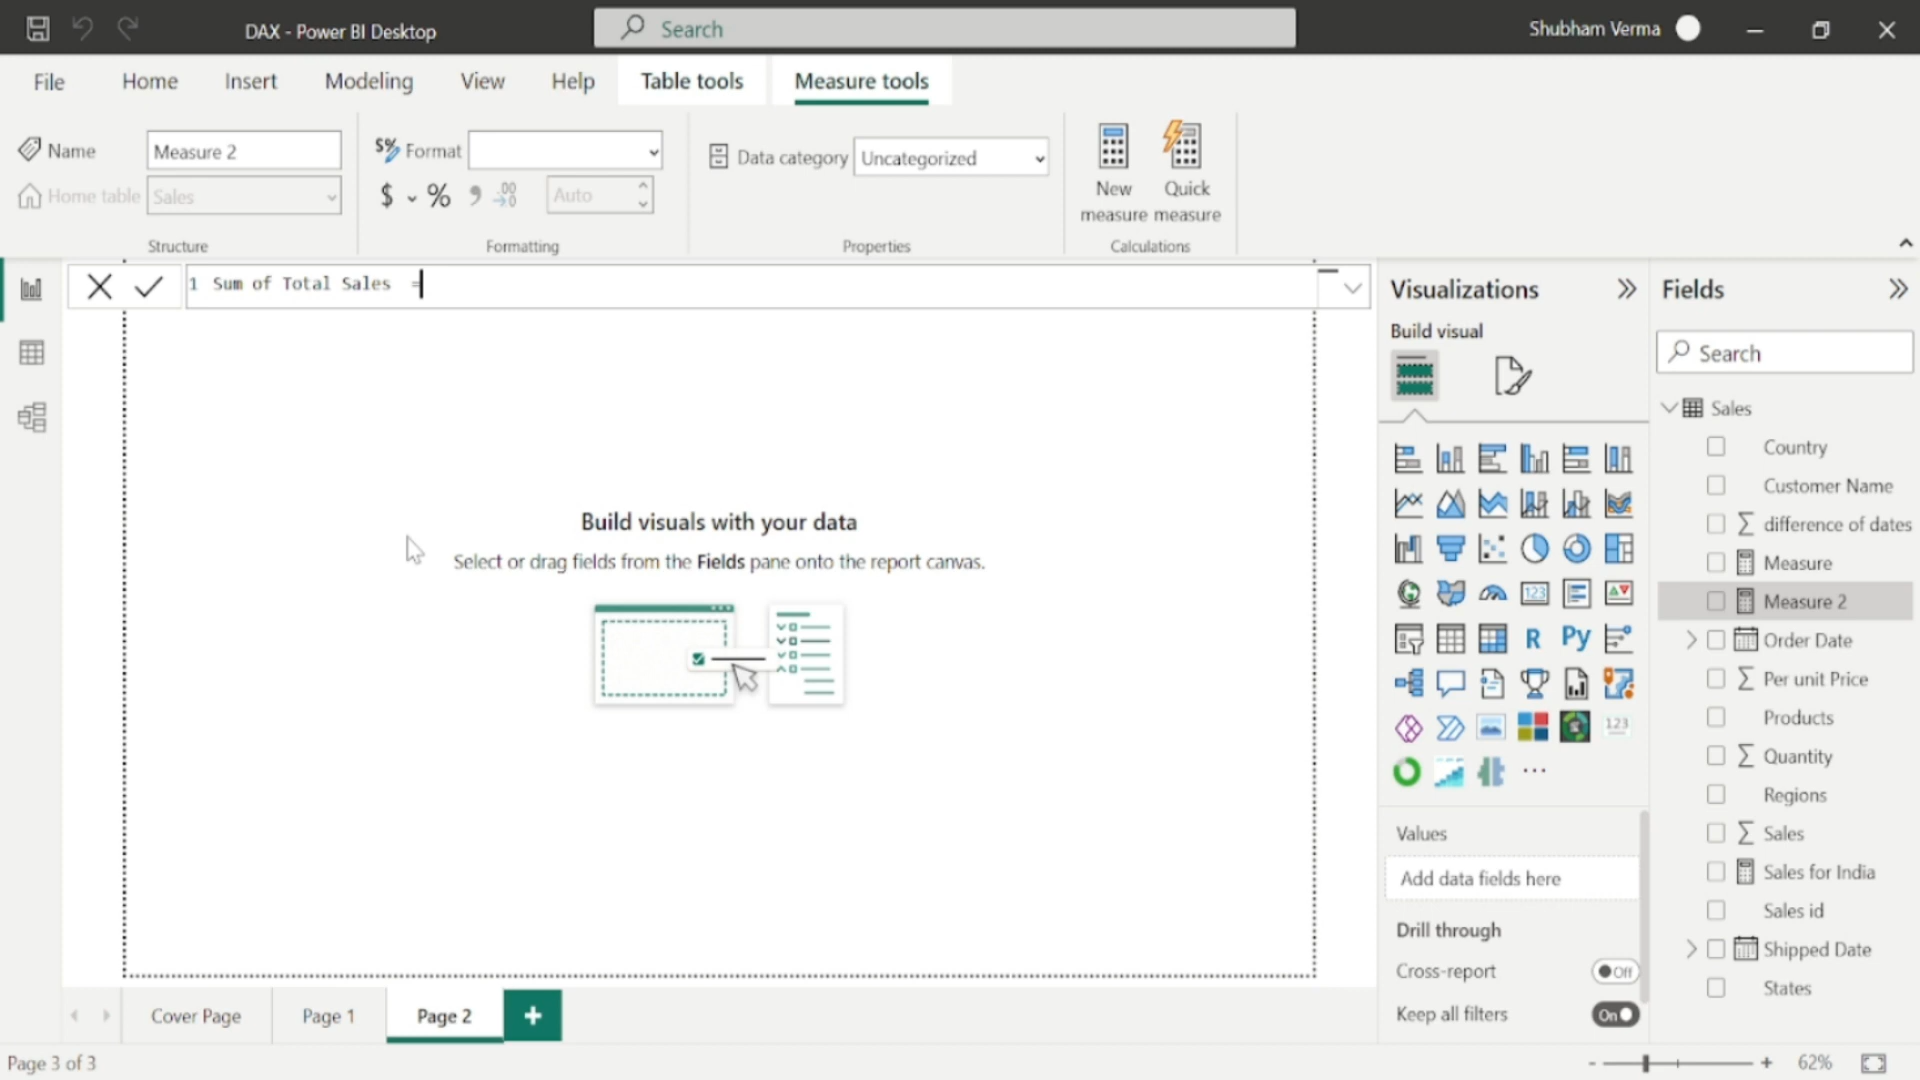 DAX - Power BI Desktop
Search
Shubham Verma
File
Home
Insert
Modeling
View
Help
Table tools
Measure tools
Name
Measure 2
Home table
Sales
Structure
$% Format
$ % 9 .00
Auto
Formatting
Data category
Uncategorized
Properties
New measure
Quick measure
Calculations
1 Sum of Total Sales =
Build visuals with your data
Select or drag fields from the Fields pane onto the report canvas.
Visualizations
Build visual
123
R
Py
123
Values
Add data fields here
Drill through
Cross-report
Off
Keep all filters
On
Fields
Search
Sales
Country
Customer Name
difference of dates
Measure
Measure 2
Order Date
Per unit Price
Products
Quantity
Regions
Sales
Sales for India
Sales id
Shipped Date
States
Cover Page
Page 1
Page 2
+
Page 3 of 3
- + 62%